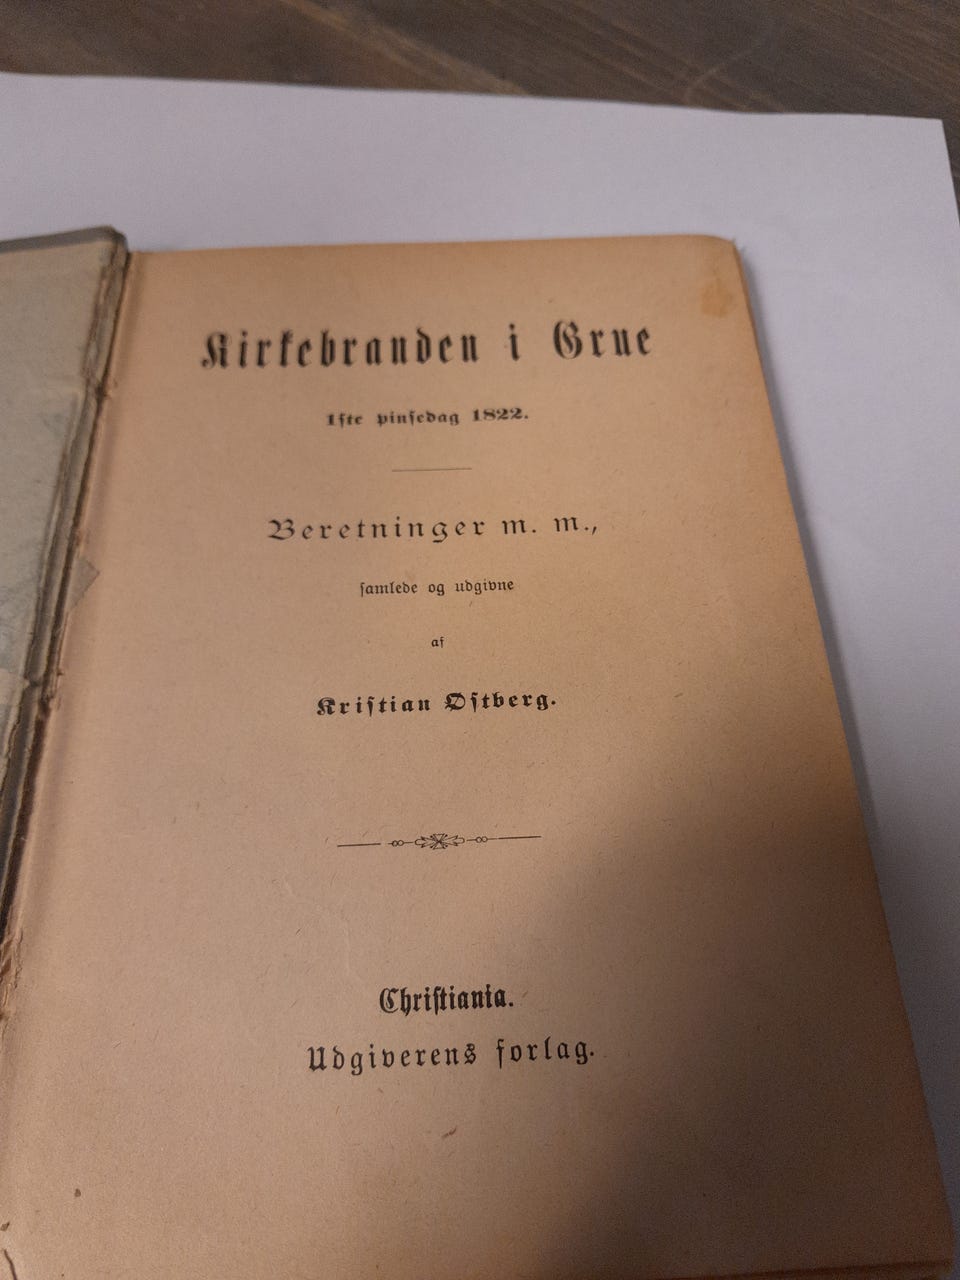 Kirkebranden i Grue
1ste pinsedag 1822.
Beretninger m. m.,
samlede og udgivne
af
Kristian Østberg.
Christiania.
Udgiverens forlag.